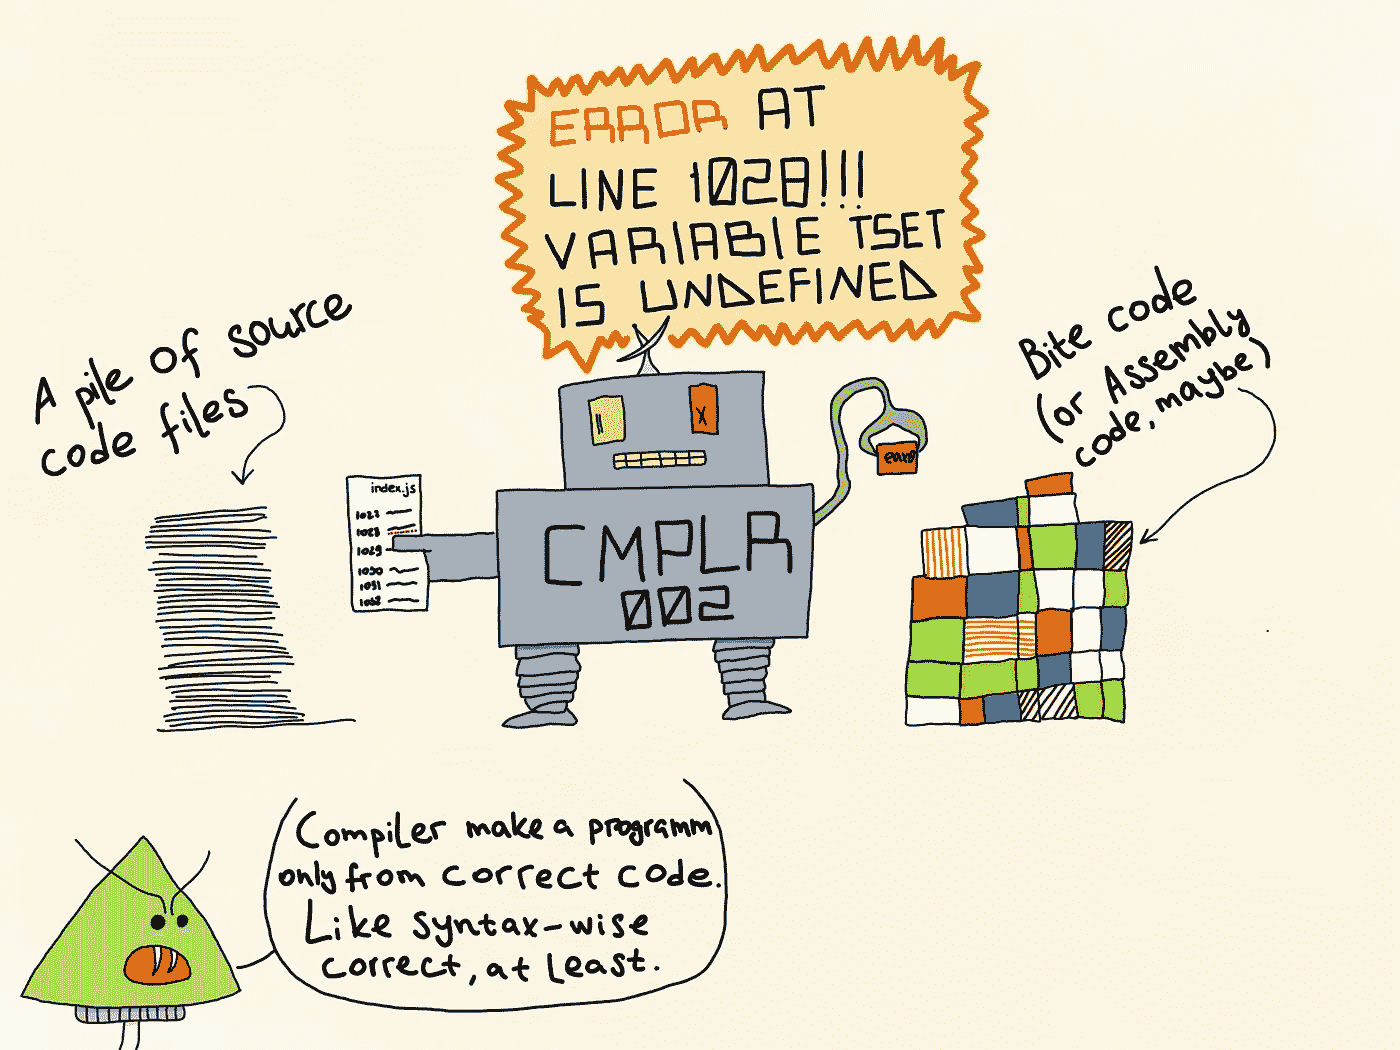 ERROR AT
LINE 1028!!!
VARIABLE TSET
IS UNDEFINED
A pile of source
code files
Bite code
(or Assembly
code, maybe)
index.js
1027
1028
1029
1030
1031
1032
CMPLR
002
Compiler make a programm
only from correct code.
Like syntax-wise
correct, at least.